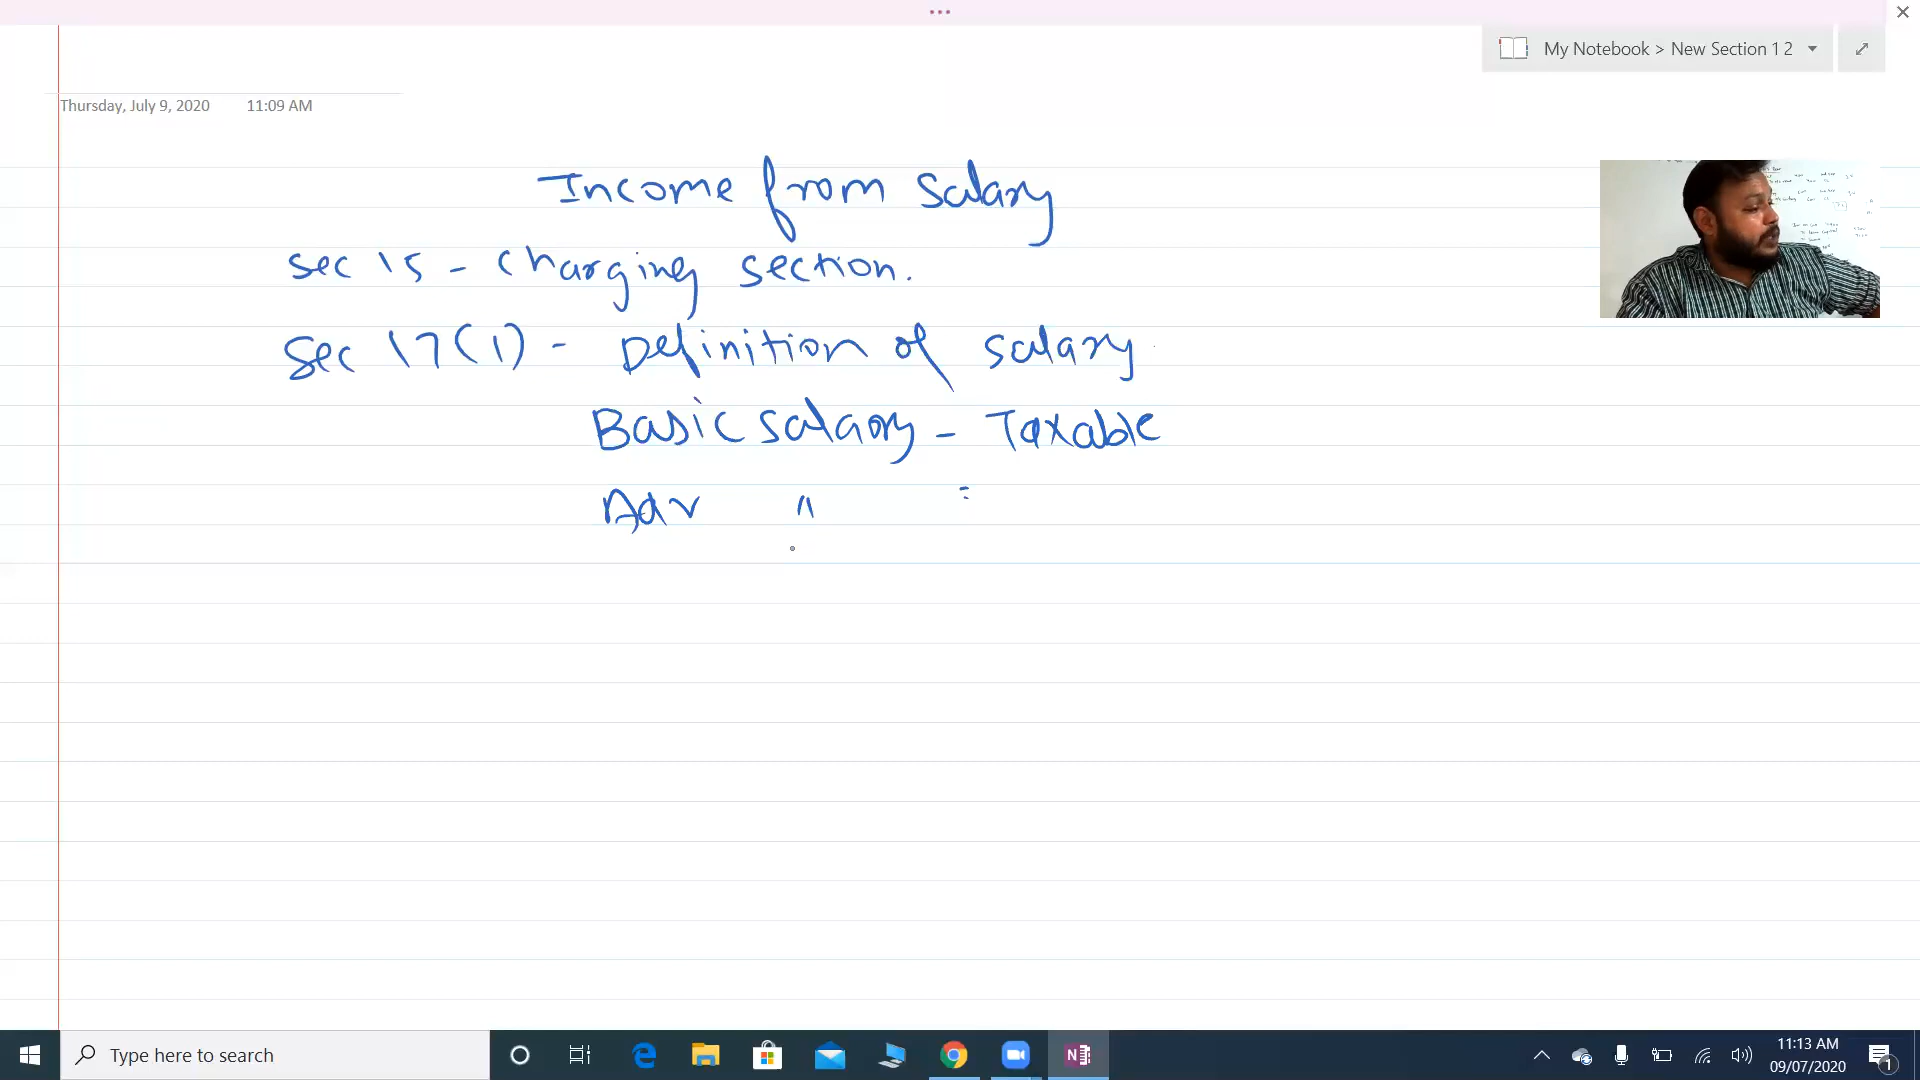 My Notebook > New Section 1 2
Thursday, July 9, 2020 11:09 AM
Income from Salary
Sec 15 - Charging section.
Sec 17(1) - Definition of salary
Basic salary - Taxable
Adv " =
Type here to search
11:13 AM
09/07/2020
1